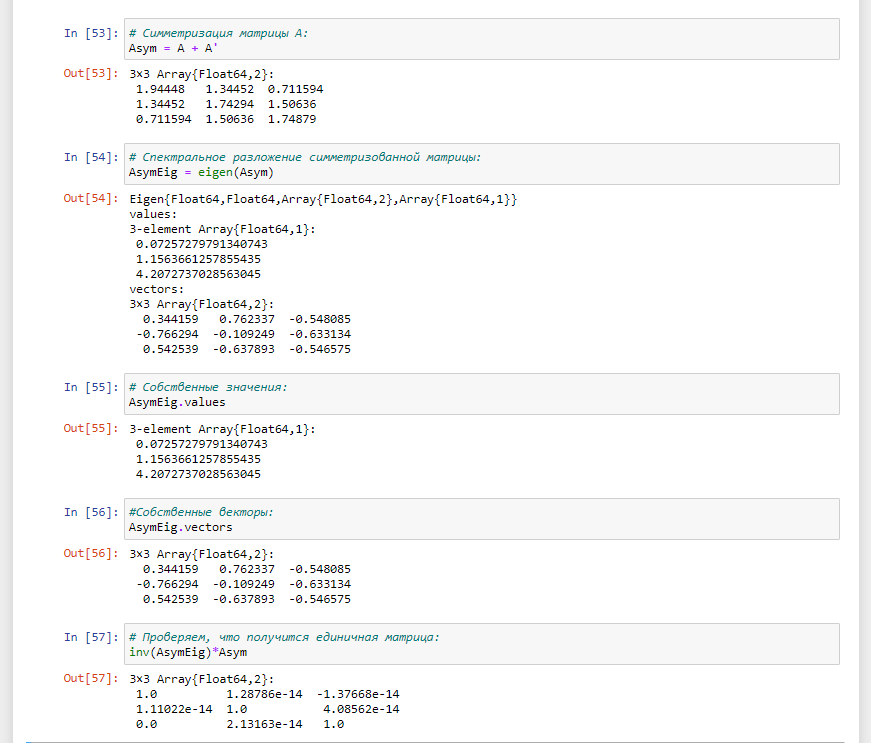 In [53]: # Симметризация матрицы A:
Asym = A + A'
Out[53]: 3×3 Array{Float64,2}:
1.94448 1.34452 0.711594
1.34452 1.74294 1.50636
0.711594 1.50636 1.74879
In [54]: # Спектральное разложение симметризованной матрицы:
AsymEig = eigen(Asym)
Out[54]: Eigen{Float64,Float64,Array{Float64,2},Array{Float64,1}}
values:
3-element Array{Float64,1}:
0.07257279791340743
1.1563661257855435
4.2072737028563045
vectors:
3×3 Array{Float64,2}:
0.344159 0.762337 -0.548085
-0.766294 -0.109249 -0.633134
0.542539 -0.637893 -0.546575
In [55]: # Собственные значения:
AsymEig.values
Out[55]: 3-element Array{Float64,1}:
0.07257279791340743
1.1563661257855435
4.2072737028563045
In [56]: #Собственные векторы:
AsymEig.vectors
Out[56]: 3×3 Array{Float64,2}:
0.344159 0.762337 -0.548085
-0.766294 -0.109249 -0.633134
0.542539 -0.637893 -0.546575
In [57]: # Проверяем, что получится единичная матрица:
inv(AsymEig)*Asym
Out[57]: 3×3 Array{Float64,2}:
1.0 1.28786e-14 -1.37668e-14
1.11022e-14 1.0 4.08562e-14
0.0 2.13163e-14 1.0